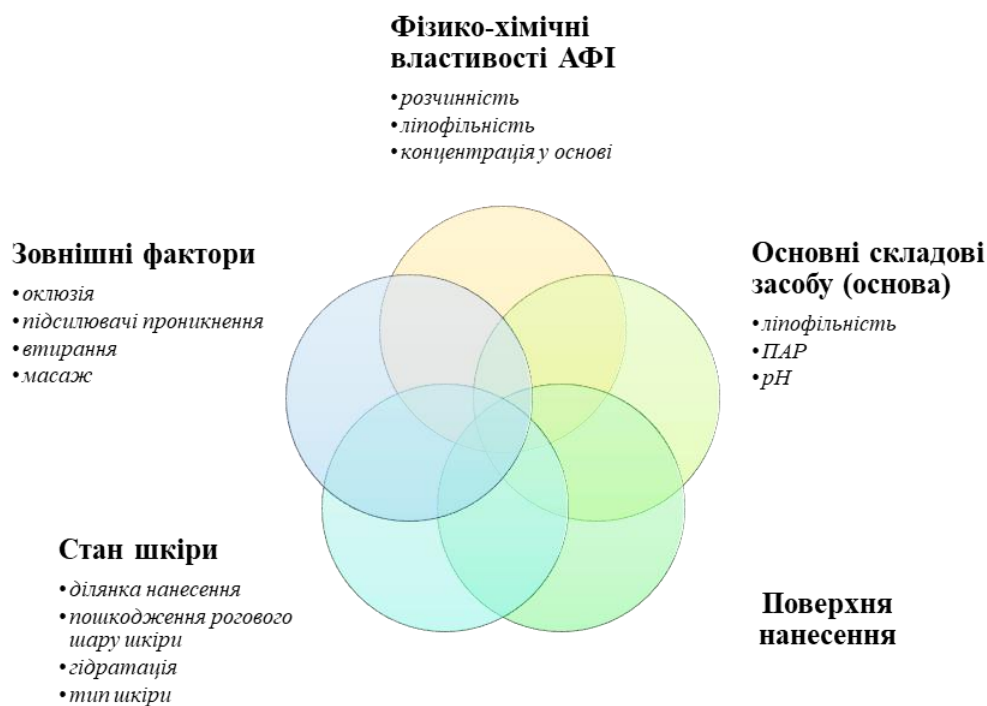 Фізико-хімічні
властивості АФІ
•розчинність
•ліпофільність
•концентрація у основі
Зовнішні фактори
•оклюзія
•підсилювачі проникнення
•втирання
•масаж
Основні складові
засобу (основа)
•ліпофільність
•ПАР
•pH
Стан шкіри
•ділянка нанесення
•пошкодження рогового
шару шкіри
•гідратація
•тип шкіри
Поверхня
нанесення